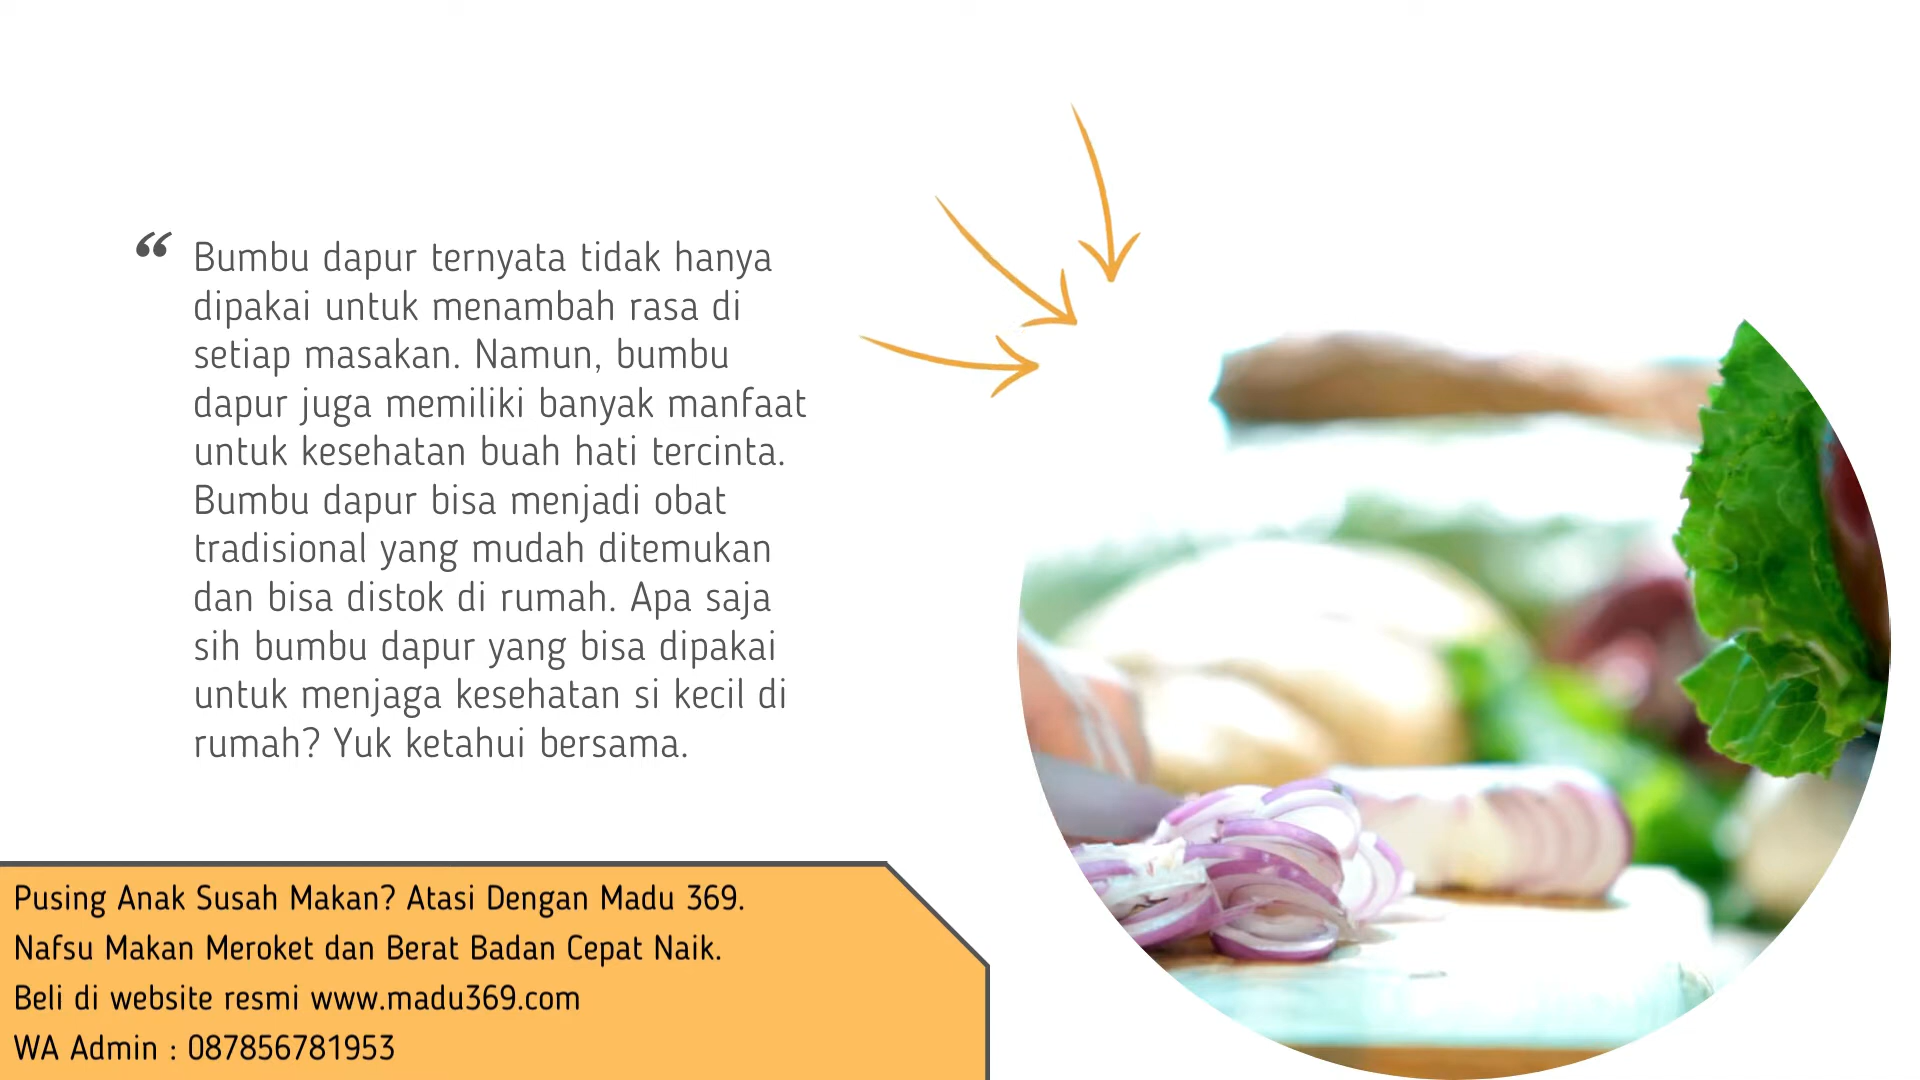 “ Bumbu dapur ternyata tidak hanya
dipakai untuk menambah rasa di
setiap masakan. Namun, bumbu
dapur juga memiliki banyak manfaat
untuk kesehatan buah hati tercinta.
Bumbu dapur bisa menjadi obat
tradisional yang mudah ditemukan
dan bisa distok di rumah. Apa saja
sih bumbu dapur yang bisa dipakai
untuk menjaga kesehatan si kecil di
rumah? Yuk ketahui bersama.
Pusing Anak Susah Makan? Atasi Dengan Madu 369.
Nafsu Makan Meroket dan Berat Badan Cepat Naik.
Beli di website resmi www.madu369.com
WA Admin : 087856781953